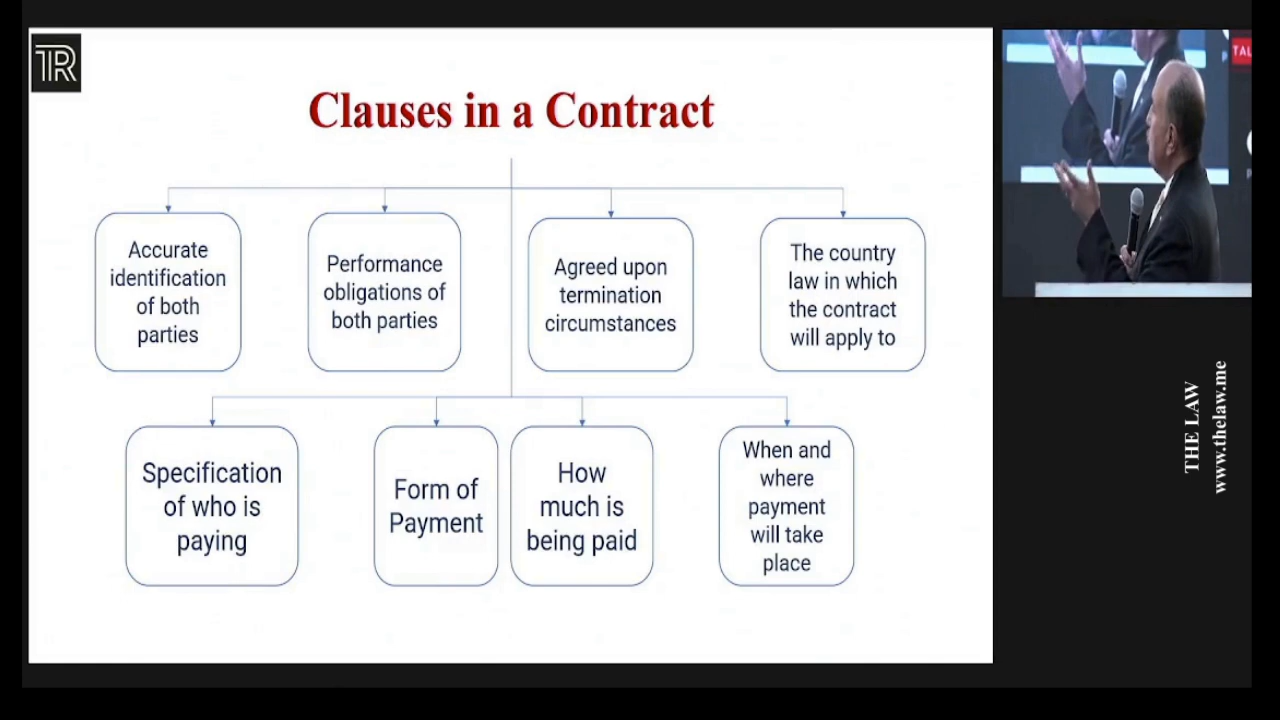 TR
Clauses in a Contract
Accurate
identification
of both
parties
Performance
obligations of
both parties
Agreed upon
termination
circumstances
The country
law in which
the contract
will apply to
Specification
of who is
paying
Form of
Payment
How
much is
being paid
When and
where
payment
will take
place
TAL
THE LAW
www.thelaw.me